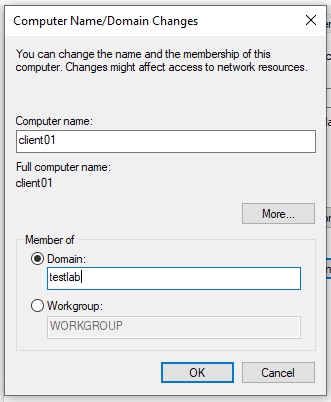 Computer Name/Domain Changes
You can change the name and the membership of this
computer. Changes might affect access to network resources.
Computer name:
client01
Full computer name:
client01
More...
Member of
Domain:
testlab
Workgroup:
WORKGROUP
OK
Cancel